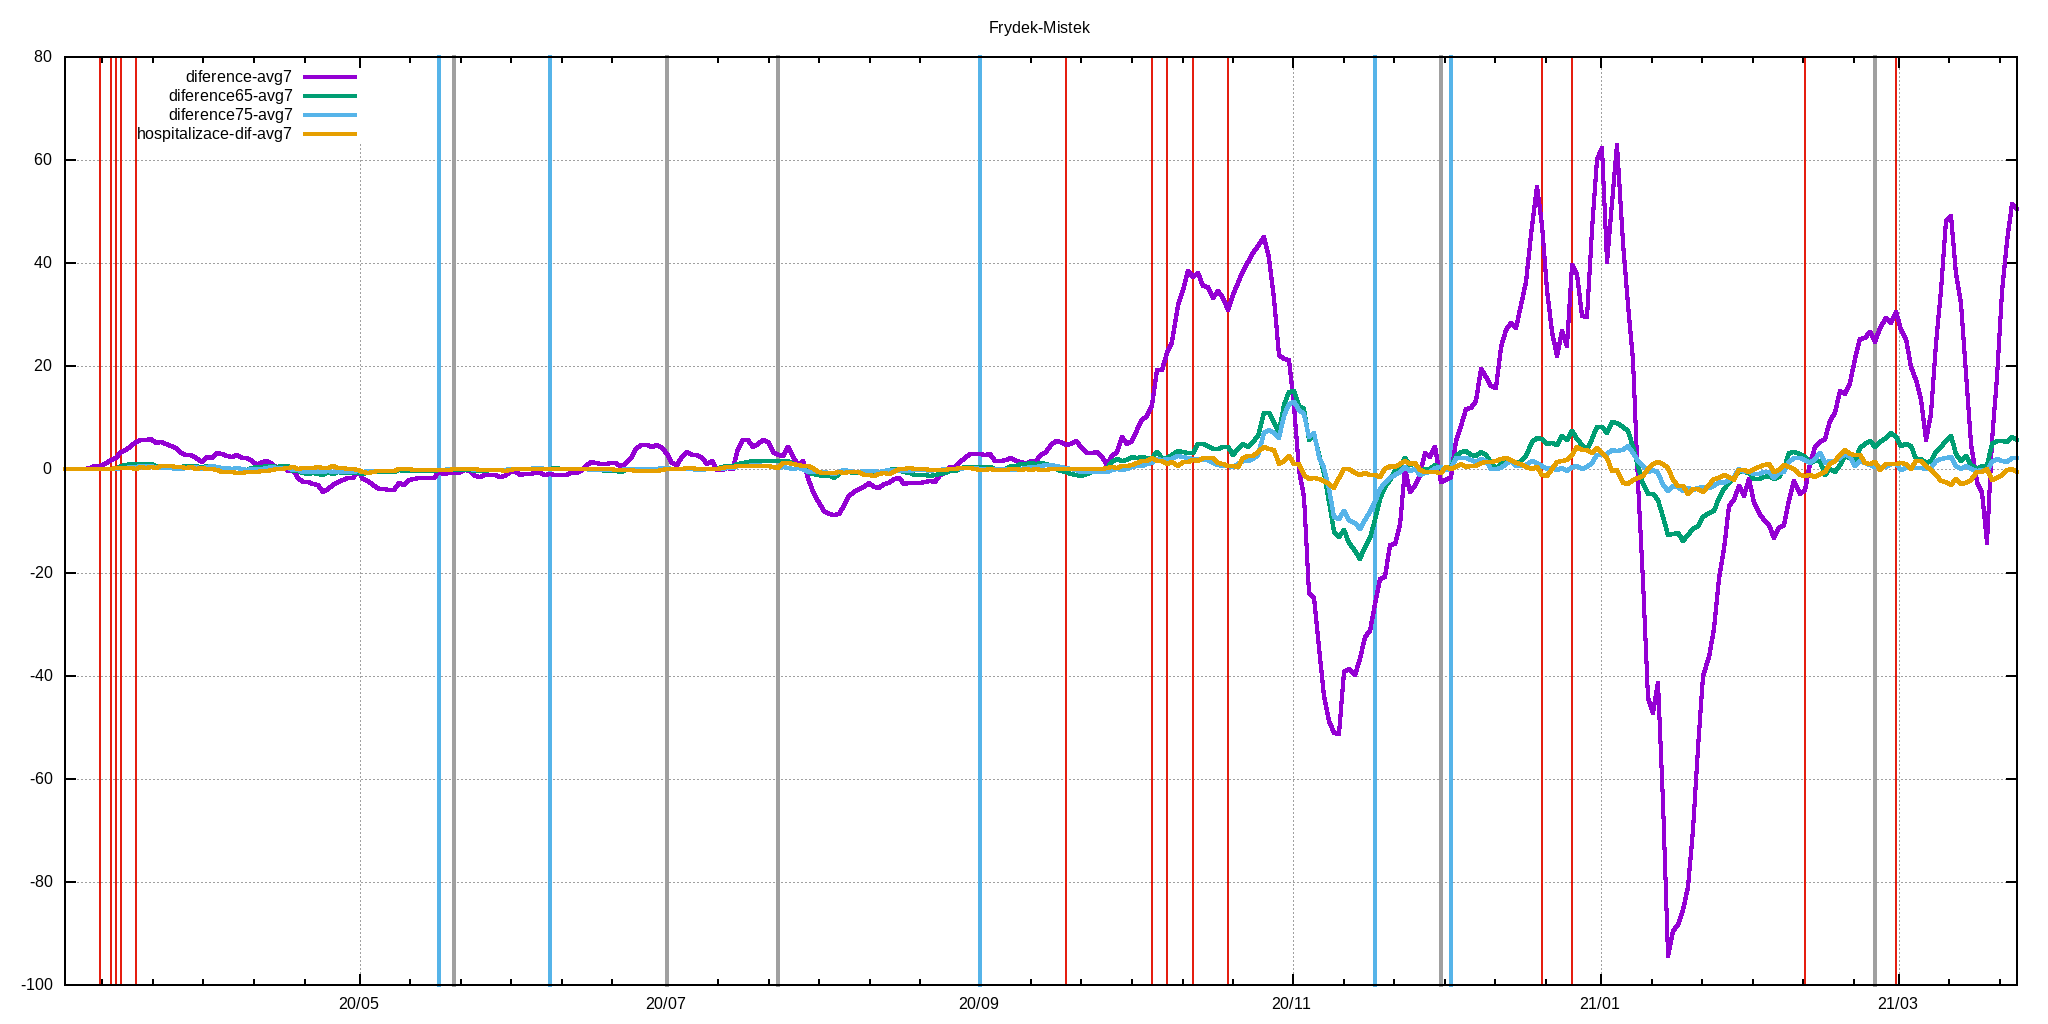 Frydek-Mistek
diference-avg7
diference65-avg7
diference75-avg7
hospitalizace-dif-avg7
80
60
40
20
0
-20
-40
-60
-80
-100
20/05 20/07 20/09 20/11 21/01 21/03